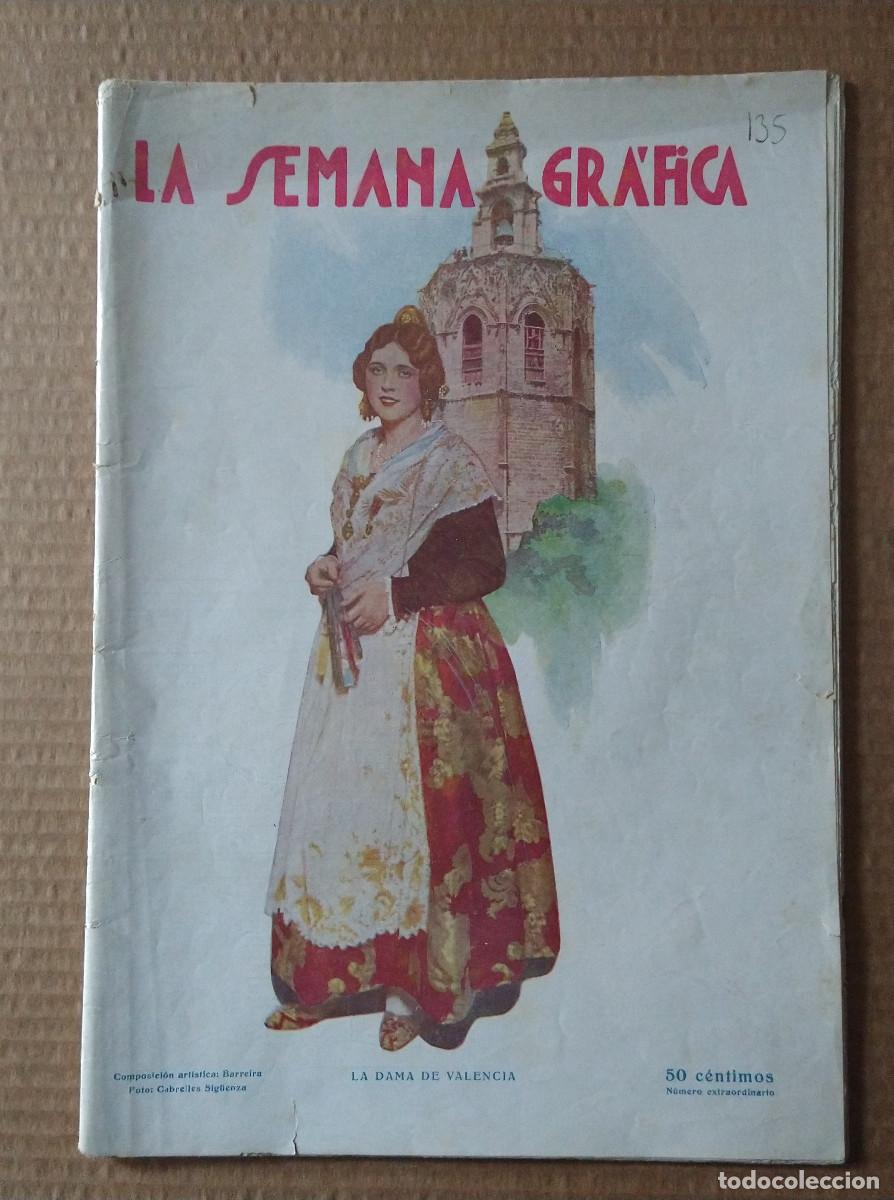 135
LA SEMANA GRÁFICA
Composición artística: Barreira
Foto: Cabrelles Sigüenza
LA DAMA DE VALENCIA
50 céntimos
Número extraordinario
todocoleccion